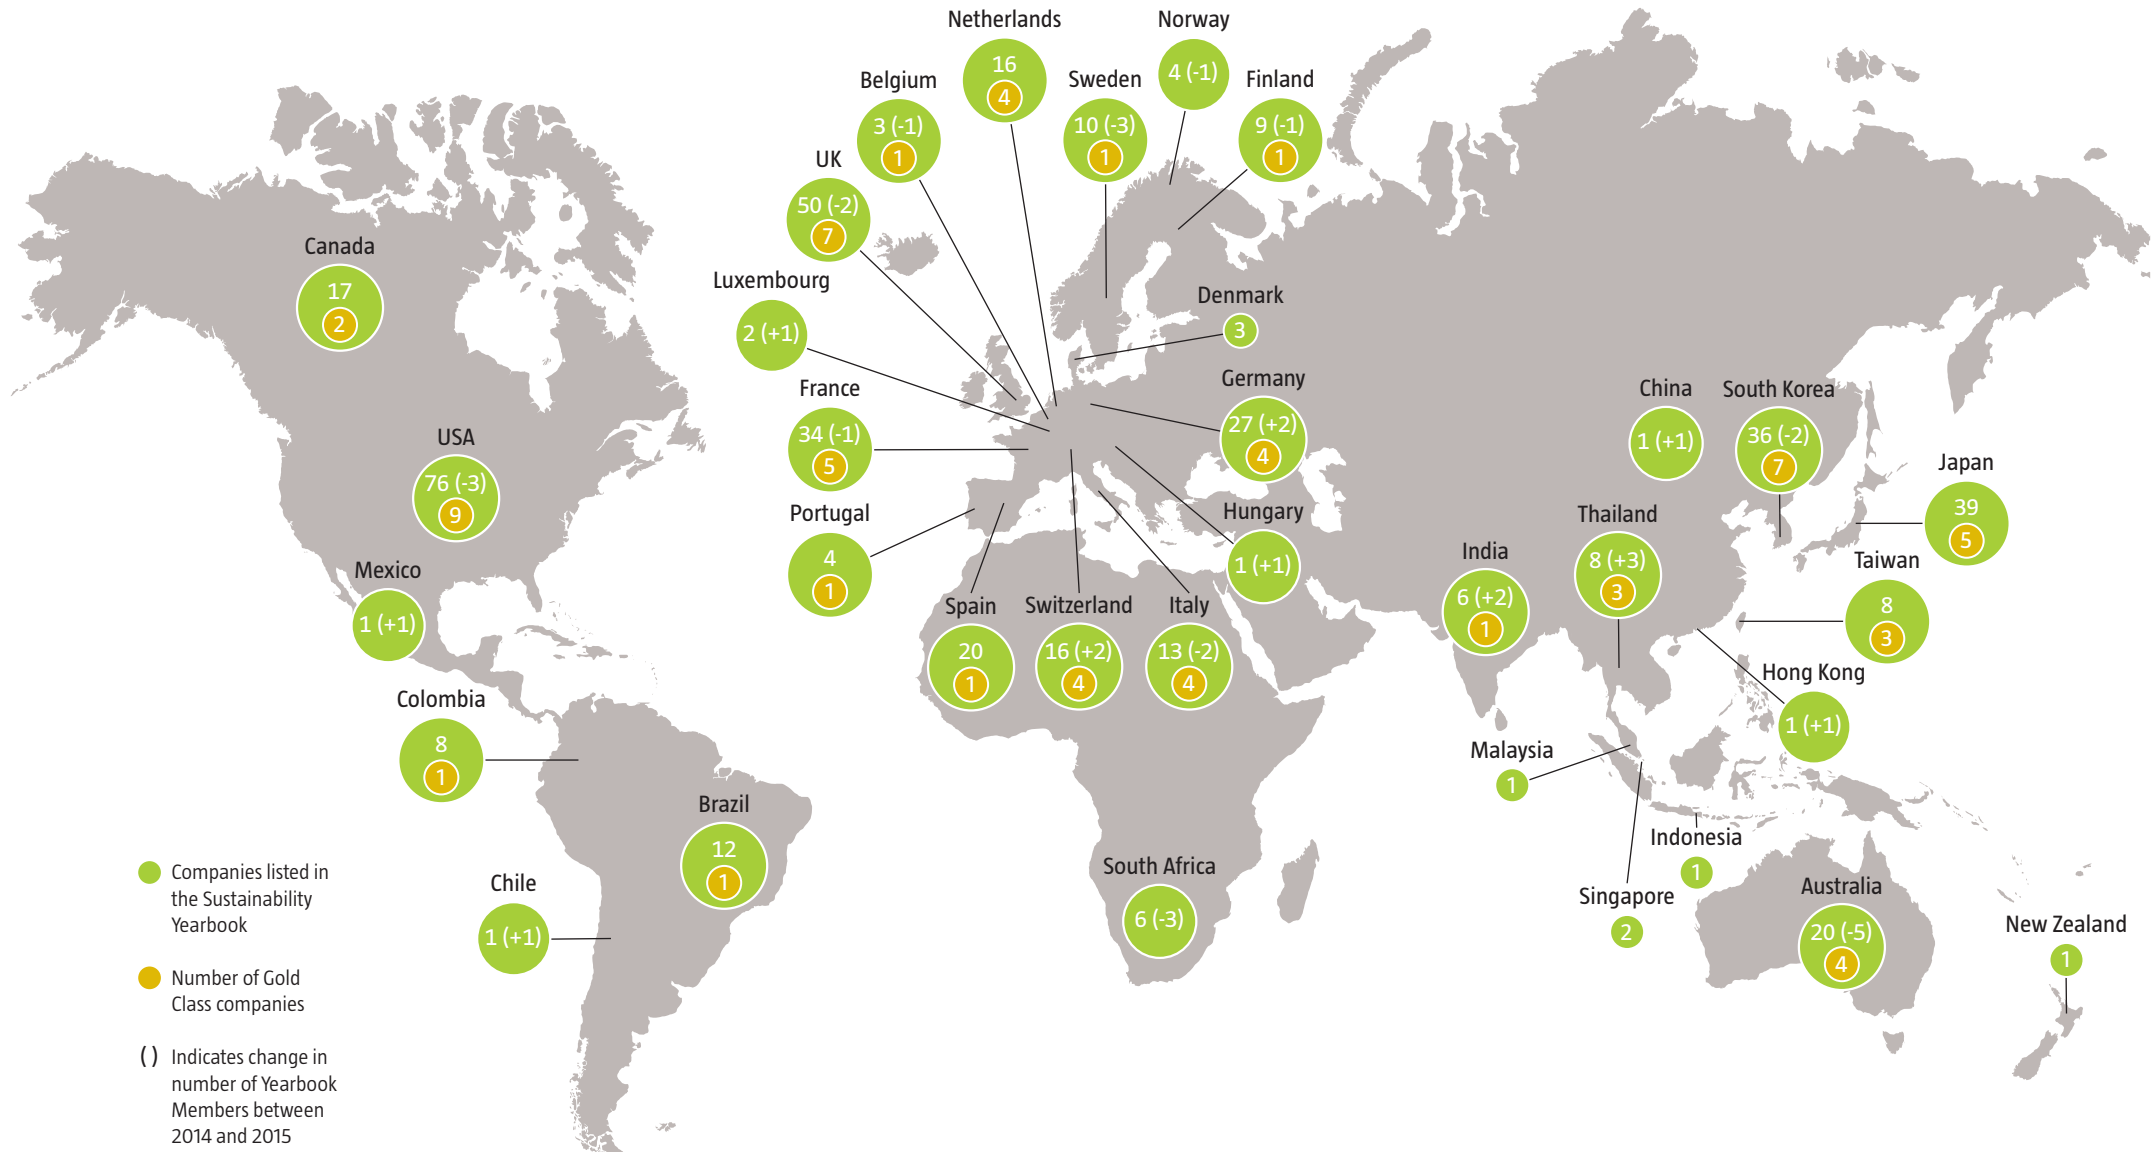 Netherlands
16
4
Norway
4 (-1)
Belgium
3 (-1)
1
Sweden
10 (-3)
1
Finland
9 (-1)
1
UK
50 (-2)
7
Canada
17
2
Luxembourg
2 (+1)
Denmark
3
France
34 (-1)
5
Germany
27 (+2)
4
China
1 (+1)
South Korea
36 (-2)
7
USA
76 (-3)
9
Japan
39
5
Portugal
4
1
Hungary
1 (+1)
Thailand
8 (+3)
3
India
6 (+2)
1
Taiwan
8
3
Mexico
1 (+1)
Spain
20
1
Switzerland
16 (+2)
4
Italy
13 (-2)
4
Hong Kong
1 (+1)
Colombia
8
1
Malaysia
1
Brazil
12
1
Indonesia
1
South Africa
6 (-3)
Chile
1 (+1)
Singapore
2
Australia
20 (-5)
4
New Zealand
1
Companies listed in
the Sustainability
Yearbook
Number of Gold
Class companies
( ) Indicates change in
number of Yearbook
Members between
2014 and 2015